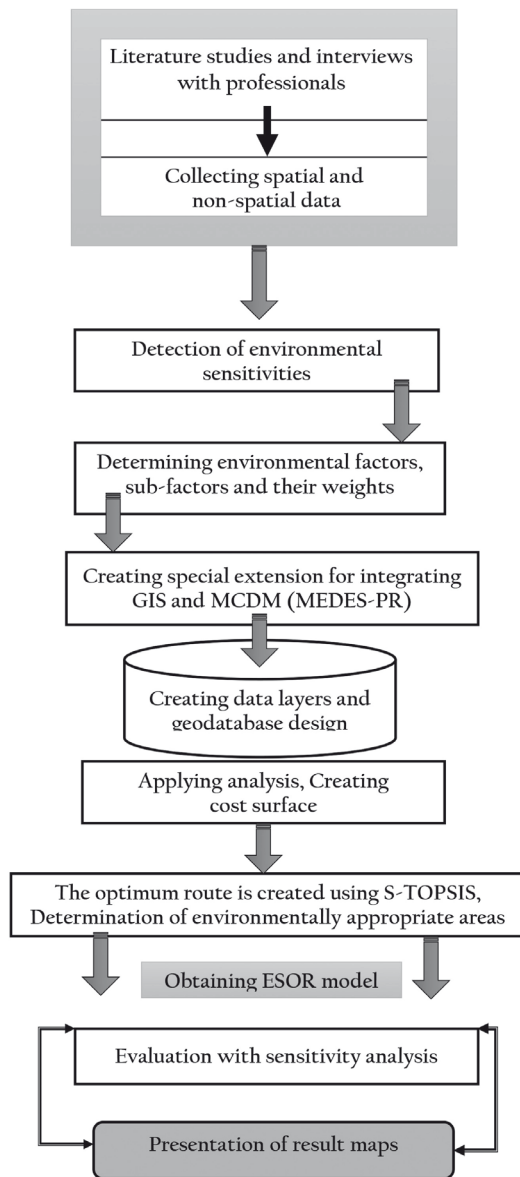 Literature studies and interviews
with professionals
Collecting spatial and
non-spatial data
Detection of environmental
sensitivities
Determining environmental factors,
sub-factors and their weights
Creating special extension for integrating
GIS and MCDM (MEDES-PR)
Creating data layers and
geodatabase design
Applying analysis, Creating
cost surface
The optimum route is created using S-TOPSIS,
Determination of environmentally appropriate areas
Obtaining ESOR model
Evaluation with sensitivity analysis
Presentation of result maps